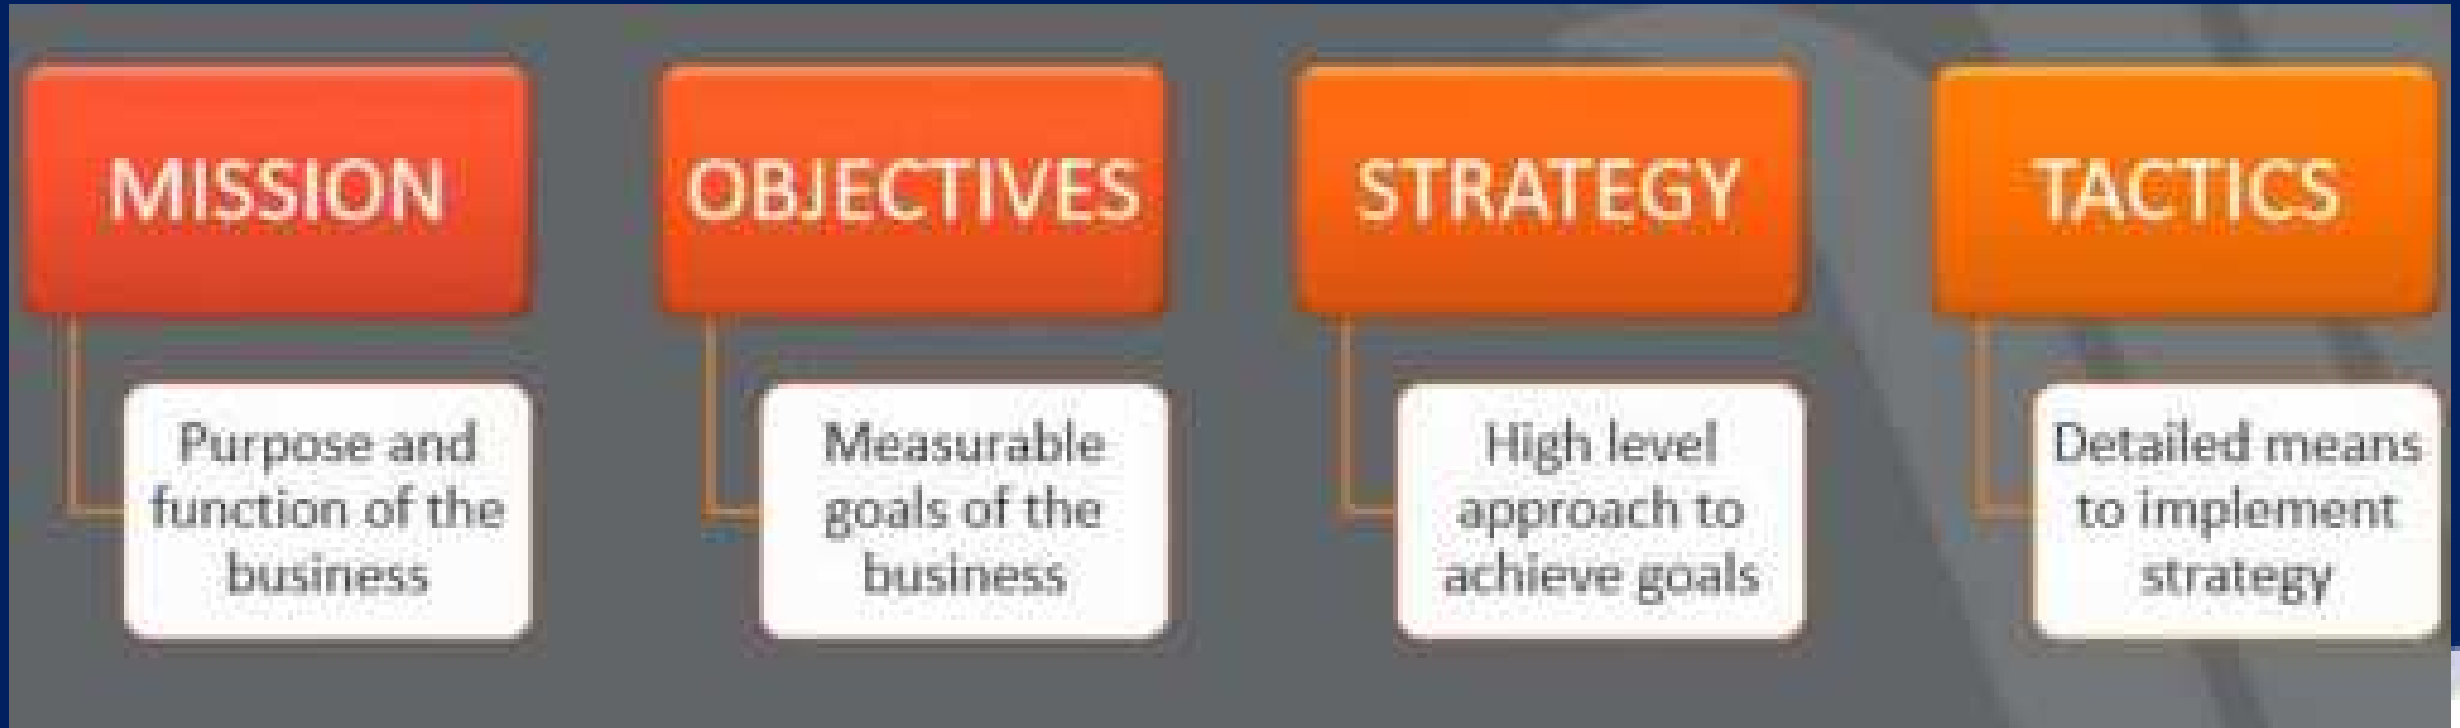 MISSION
Purpose and
function of the
business
OBJECTIVES
Measurable
goals of the
business
STRATEGY
High level
approach to
achieve goals
TACTICS
Detailed means
to implement
strategy